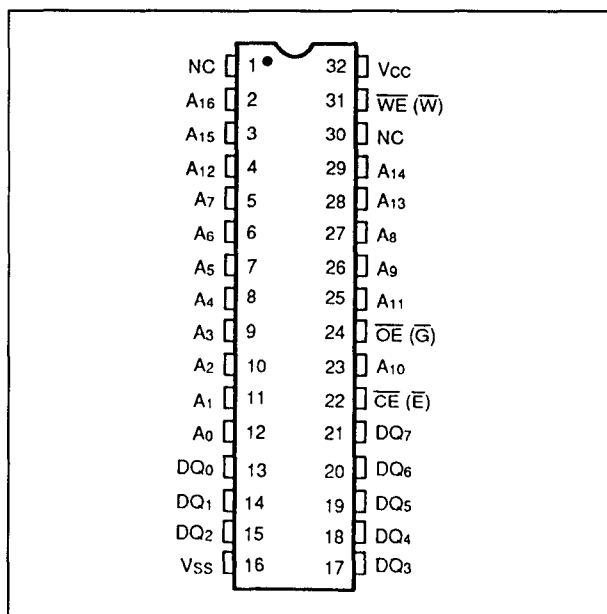 NC 1 32 VCC
A16 2 31 W̅E̅ (W̅)
A15 3 30 NC
A12 4 29 A14
A7 5 28 A13
A6 6 27 A8
A5 7 26 A9
A4 8 25 A11
A3 9 24 O̅E̅ (G̅)
A2 10 23 A10
A1 11 22 C̅E̅ (E̅)
A0 12 21 DQ7
DQ0 13 20 DQ6
DQ1 14 19 DQ5
DQ2 15 18 DQ4
VSS 16 17 DQ3